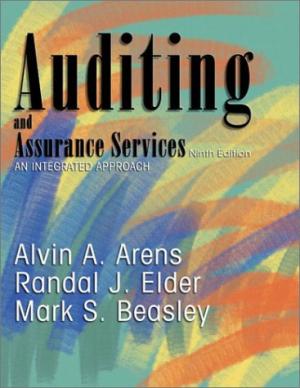 Auditing
and
Assurance Services Ninth Edition
AN INTEGRATED APPROACH
Alvin A. Arens
Randal J. Elder
Mark S. Beasley